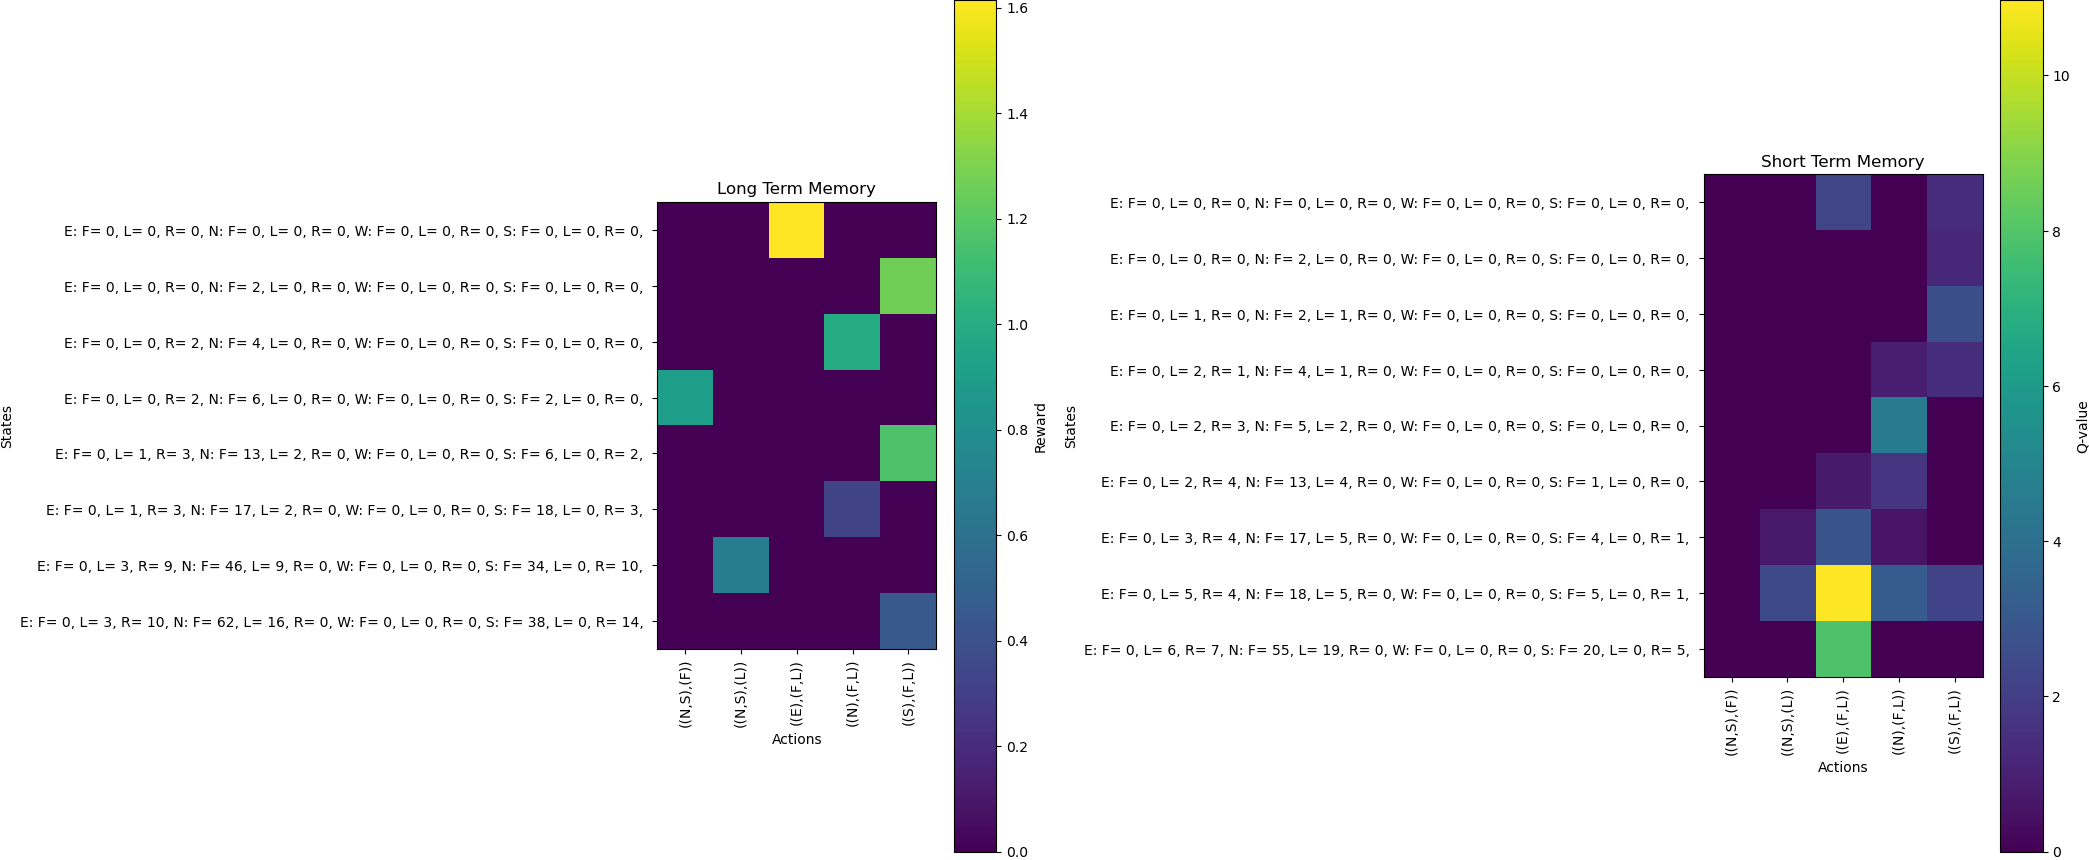 Long Term Memory
States
E: F= 0, L= 0, R= 0, N: F= 0, L= 0, R= 0, W: F= 0, L= 0, R= 0, S: F= 0, L= 0, R= 0,
E: F= 0, L= 0, R= 0, N: F= 2, L= 0, R= 0, W: F= 0, L= 0, R= 0, S: F= 0, L= 0, R= 0,
E: F= 0, L= 0, R= 2, N: F= 4, L= 0, R= 0, W: F= 0, L= 0, R= 0, S: F= 0, L= 0, R= 0,
E: F= 0, L= 0, R= 2, N: F= 6, L= 0, R= 0, W: F= 0, L= 0, R= 0, S: F= 2, L= 0, R= 0,
E: F= 0, L= 1, R= 3, N: F= 13, L= 2, R= 0, W: F= 0, L= 0, R= 0, S: F= 6, L= 0, R= 2,
E: F= 0, L= 1, R= 3, N: F= 17, L= 2, R= 0, W: F= 0, L= 0, R= 0, S: F= 18, L= 0, R= 3,
E: F= 0, L= 3, R= 9, N: F= 46, L= 9, R= 0, W: F= 0, L= 0, R= 0, S: F= 34, L= 0, R= 10,
E: F= 0, L= 3, R= 10, N: F= 62, L= 16, R= 0, W: F= 0, L= 0, R= 0, S: F= 38, L= 0, R= 14,
((N,S),(F))
((N,S),(L))
((E),(F,L))
((N),(F,L))
((S),(F,L))
Actions
1.6
1.4
1.2
1.0
0.8
0.6
0.4
0.2
0.0
Reward
Short Term Memory
States
E: F= 0, L= 0, R= 0, N: F= 0, L= 0, R= 0, W: F= 0, L= 0, R= 0, S: F= 0, L= 0, R= 0,
E: F= 0, L= 0, R= 0, N: F= 2, L= 0, R= 0, W: F= 0, L= 0, R= 0, S: F= 0, L= 0, R= 0,
E: F= 0, L= 1, R= 0, N: F= 2, L= 1, R= 0, W: F= 0, L= 0, R= 0, S: F= 0, L= 0, R= 0,
E: F= 0, L= 2, R= 1, N: F= 4, L= 1, R= 0, W: F= 0, L= 0, R= 0, S: F= 0, L= 0, R= 0,
E: F= 0, L= 2, R= 3, N: F= 5, L= 2, R= 0, W: F= 0, L= 0, R= 0, S: F= 0, L= 0, R= 0,
E: F= 0, L= 2, R= 4, N: F= 13, L= 4, R= 0, W: F= 0, L= 0, R= 0, S: F= 1, L= 0, R= 0,
E: F= 0, L= 3, R= 4, N: F= 17, L= 5, R= 0, W: F= 0, L= 0, R= 0, S: F= 4, L= 0, R= 1,
E: F= 0, L= 5, R= 4, N: F= 18, L= 5, R= 0, W: F= 0, L= 0, R= 0, S: F= 5, L= 0, R= 1,
E: F= 0, L= 6, R= 7, N: F= 55, L= 19, R= 0, W: F= 0, L= 0, R= 0, S: F= 20, L= 0, R= 5,
((N,S),(F))
((N,S),(L))
((E),(F,L))
((N),(F,L))
((S),(F,L))
Actions
10
8
6
4
2
0
Q-value